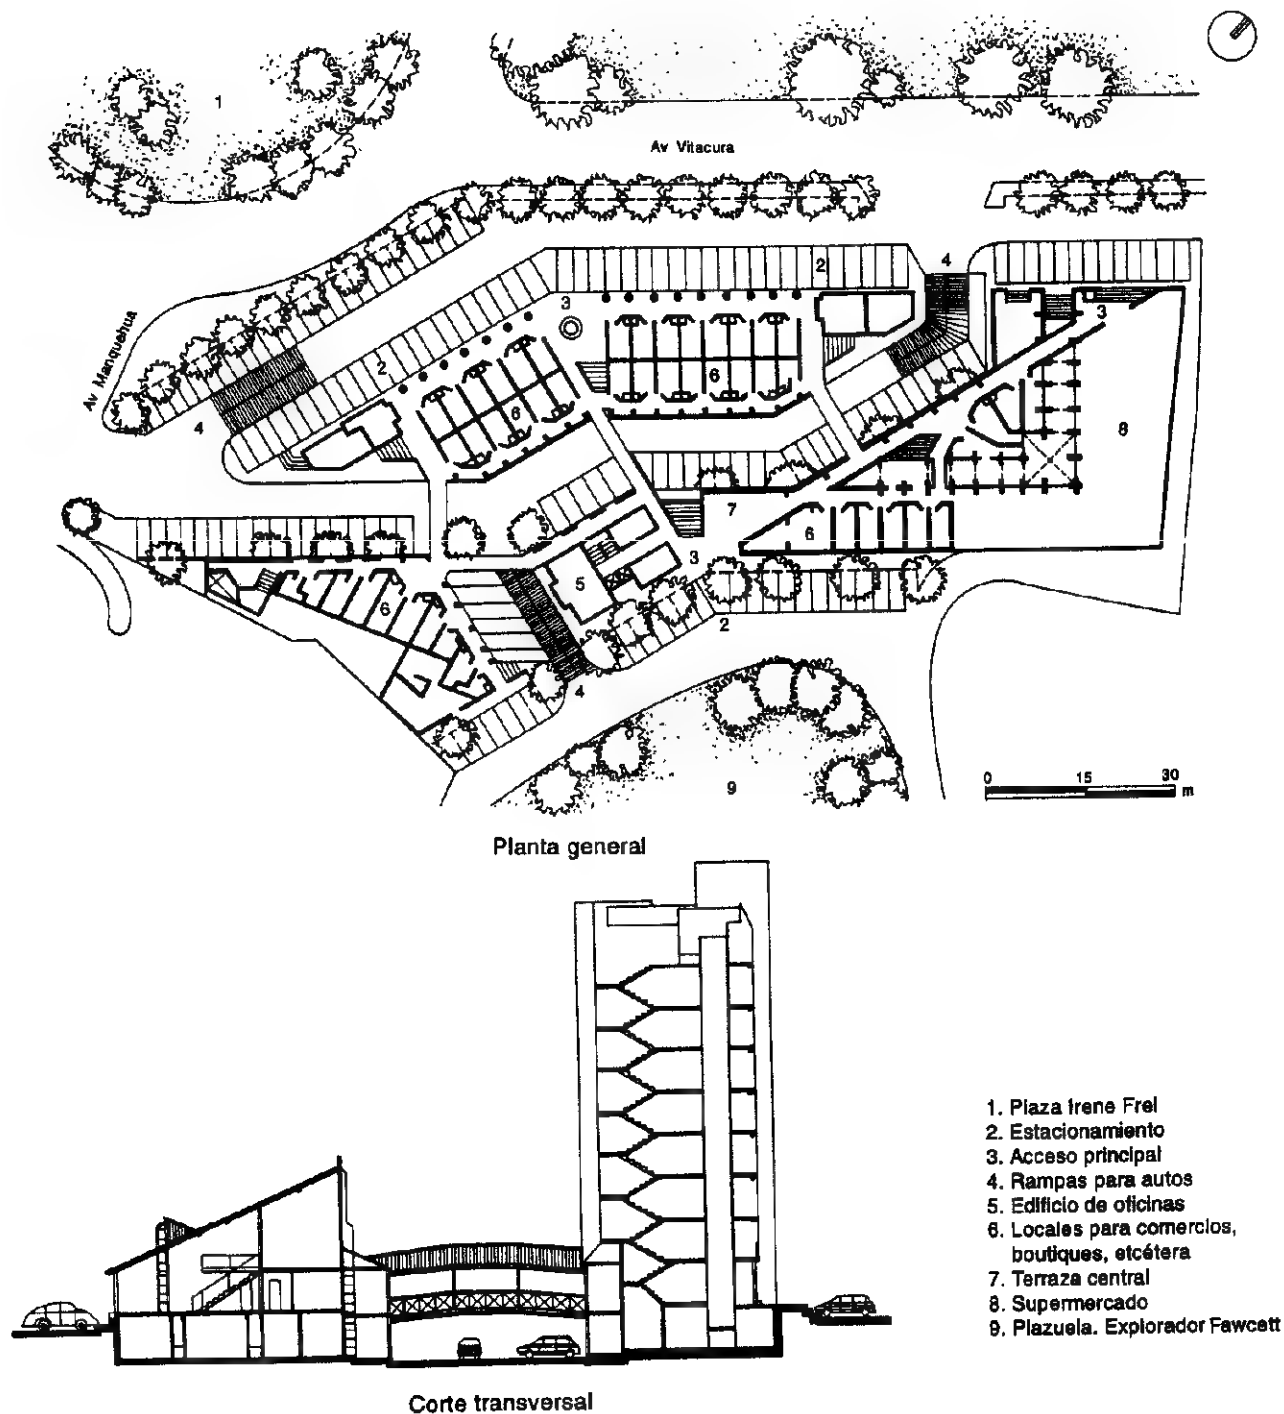 1
Av Vitacura
Av Manquehua
2
4
3
3
2
6
6
4
8
7
6
3
5
6
2
4
9
0 15 30
m
Planta general
1. Plaza Irene Frei
2. Estacionamiento
3. Acceso principal
4. Rampas para autos
5. Edificio de oficinas
6. Locales para comercios,
boutiques, etcétera
7. Terraza central
8. Supermercado
9. Plazuela. Explorador Fawcett
Corte transversal